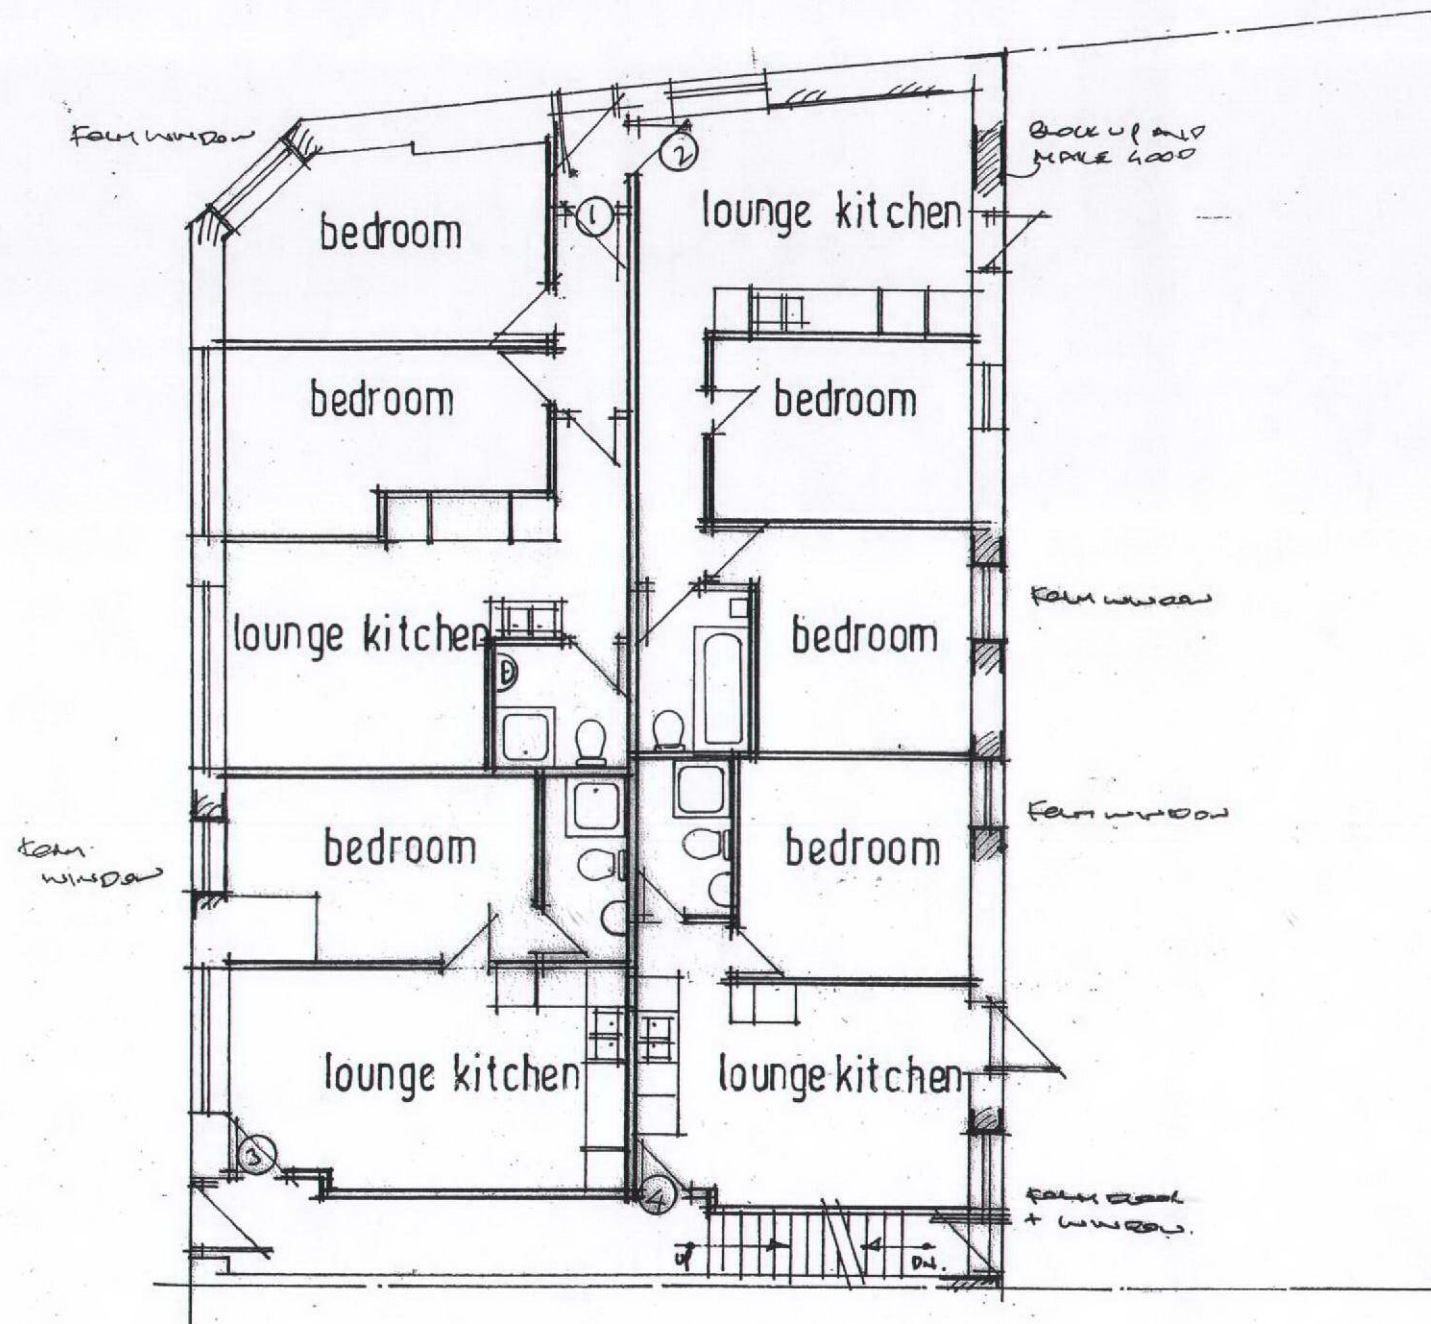 FORM WINDOW
BLOCK UP AND
MAKE GOOD
2
1
lounge kitchen
bedroom
bedroom
bedroom
FORM WINDOW
lounge kitchen
bedroom
FORM WINDOW
bedroom
bedroom
FORM
WINDOW
lounge kitchen
lounge kitchen
3
4
FORM DOOR
+ WINDOW.
UP
DN.